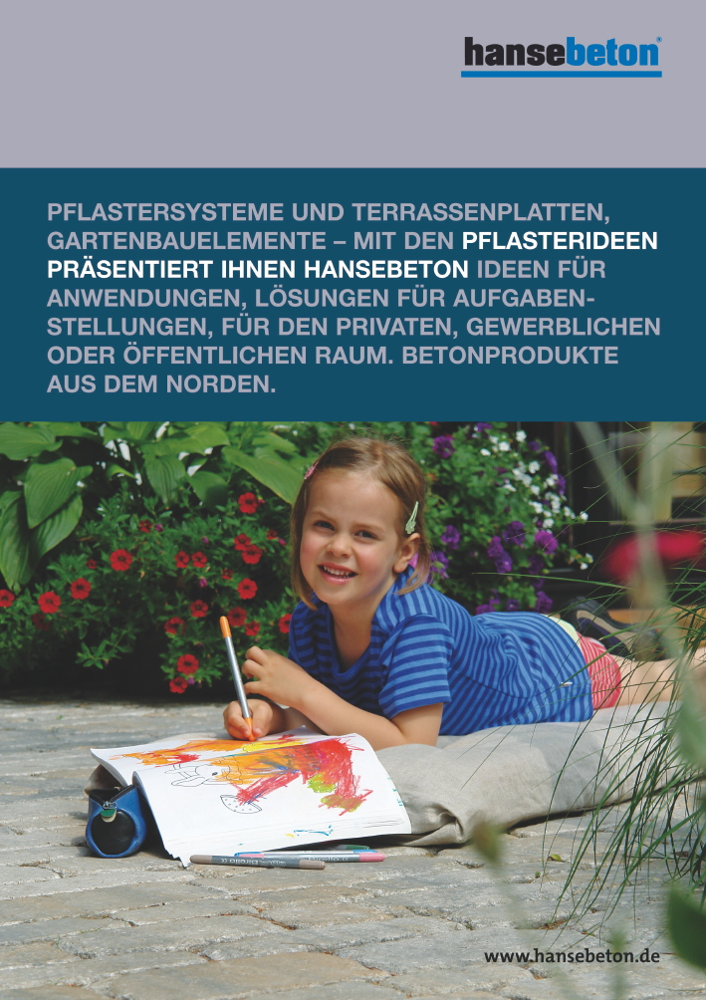 hansebeton®
PFLASTERSYSTEME UND TERRASSENPLATTEN,
GARTENBAUELEMENTE – MIT DEN PFLASTERIDEEN
PRÄSENTIERT IHNEN HANSEBETON IDEEN FÜR
ANWENDUNGEN, LÖSUNGEN FÜR AUFGABEN-
STELLUNGEN, FÜR DEN PRIVATEN, GEWERBLICHEN
ODER ÖFFENTLICHEN RAUM. BETONPRODUKTE
AUS DEM NORDEN.
www.hansebeton.de